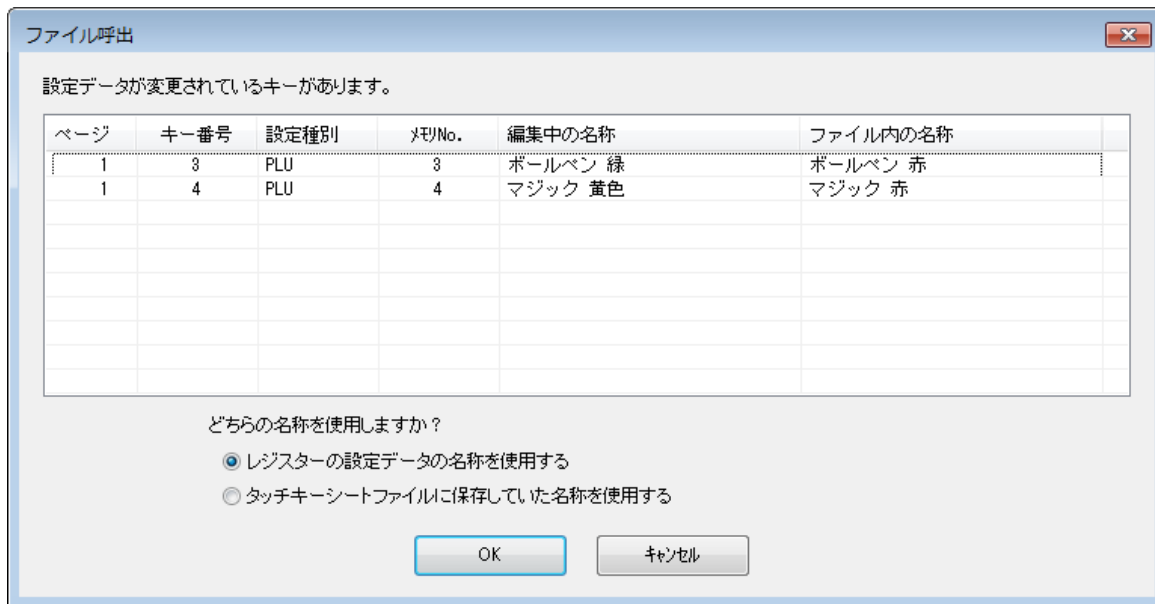 ファイル呼出
設定データが変更されているキーがあります。
ページ キー番号 設定種別 ﾒﾓﾘNo. 編集中の名称 ファイル内の名称
1 3 PLU 3 ボールペン 緑 ボールペン 赤
1 4 PLU 4 マジック 黄色 マジック 赤
どちらの名称を使用しますか?
レジスターの設定データの名称を使用する
タッチキーシートファイルに保存していた名称を使用する
OK ｷｬﾝｾﾙ